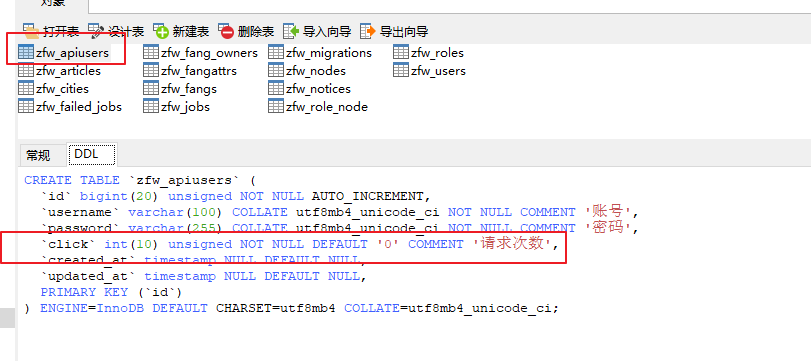 对象
打开表 设计表 新建表 删除表 导入向导 导出向导
zfw_apiusers zfw_fang_owners zfw_migrations zfw_roles
zfw_articles zfw_fangattrs zfw_nodes zfw_users
zfw_cities zfw_fangs zfw_notices
zfw_failed_jobs zfw_jobs zfw_role_node
常规 DDL
CREATE TABLE `zfw_apiusers` (
`id` bigint(20) unsigned NOT NULL AUTO_INCREMENT,
`username` varchar(100) COLLATE utf8mb4_unicode_ci NOT NULL COMMENT '账号',
`password` varchar(255) COLLATE utf8mb4_unicode_ci NOT NULL COMMENT '密码',
`click` int(10) unsigned NOT NULL DEFAULT '0' COMMENT '请求次数',
`created_at` timestamp NULL DEFAULT NULL,
`updated_at` timestamp NULL DEFAULT NULL,
PRIMARY KEY (`id`)
) ENGINE=InnoDB DEFAULT CHARSET=utf8mb4 COLLATE=utf8mb4_unicode_ci;